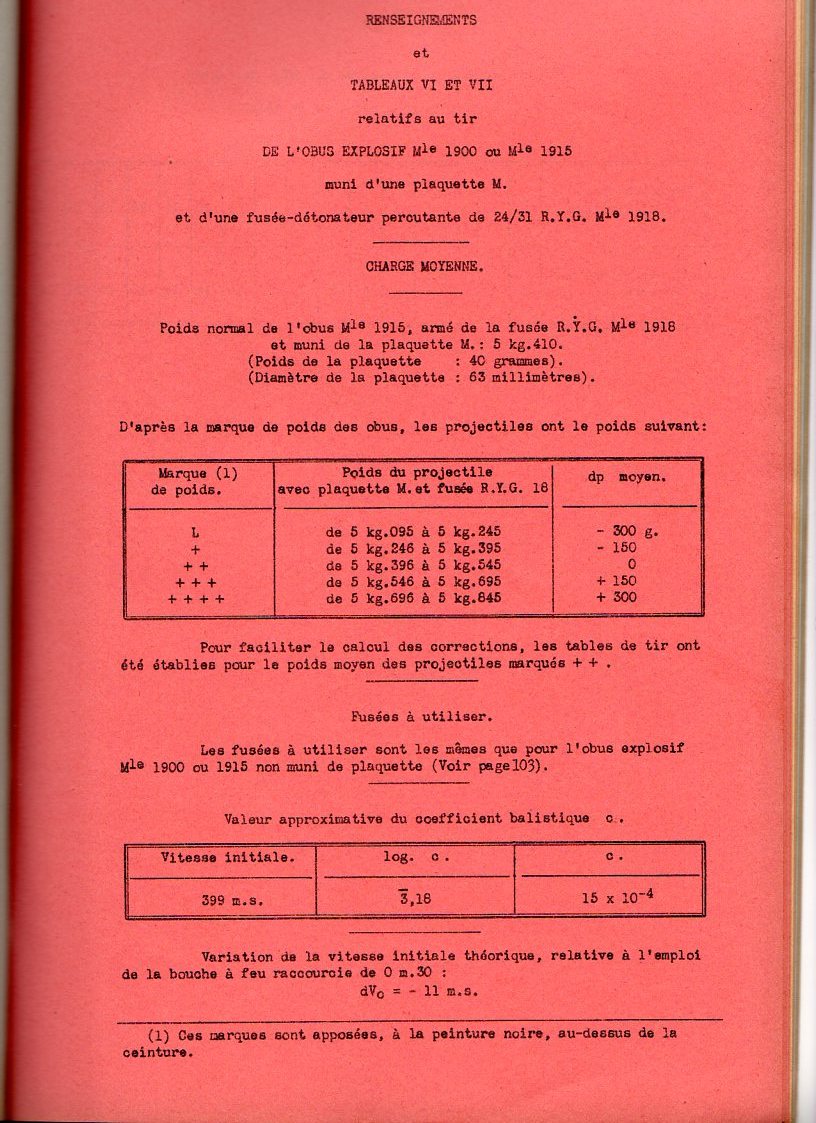 RENSEIGNEMENTS
et
TABLEAUX VI ET VII
relatifs au tir
DE L'OBUS EXPLOSIF Mle 1900 ou Mle 1915
muni d'une plaquette M.
et d'une fusée-détonateur percutante de 24/31 R.Y.G. Mle 1918.
CHARGE MOYENNE.
Poids normal de l'obus Mle 1915, armé de la fusée R.Y.G. Mle 1918
et muni de la plaquette M.: 5 kg.410.
(Poids de la plaquette : 40 grammes).
(Diamètre de la plaquette : 63 millimètres).
D'après la marque de poids des obus, les projectiles ont le poids suivant:
Marque (1) Poids du projectile dp moyen.
de poids. avec plaquette M. et fusée R.Y.G. 18
L de 5 kg.095 à 5 kg.245 - 300 g.
+ de 5 kg.246 à 5 kg.395 - 150
+ + de 5 kg.396 à 5 kg.545 0
+ + + de 5 kg.546 à 5 kg.695 + 150
+ + + + de 5 kg.696 à 5 kg.845 + 300
Pour faciliter le calcul des corrections, les tables de tir ont
été établies pour le poids moyen des projectiles marqués + + .
Fusées à utiliser.
Les fusées à utiliser sont les mêmes que pour l'obus explosif
Mle 1900 ou 1915 non muni de plaquette (Voir page 103).
Valeur approximative du coefficient balistique c.
Vitesse initiale. log. c . c .
399 m.s. 3̅,18 15 x 10⁻⁴
Variation de la vitesse initiale théorique, relative à l'emploi
de la bouche à feu raccourcie de 0 m.30 :
dVo = - 11 m.s.
(1) Ces marques sont apposées, à la peinture noire, au-dessus de la
ceinture.